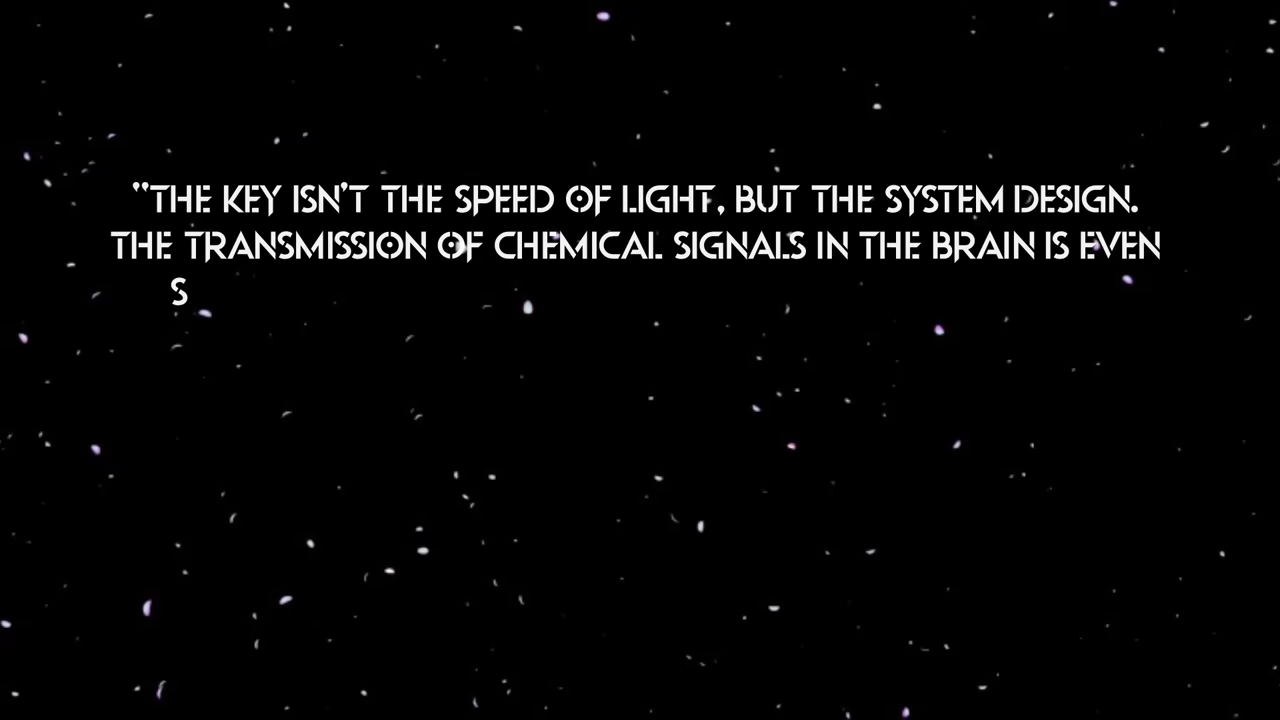 “THE KEY ISN’T THE SPEED OF LIGHT, BUT THE SYSTEM DESIGN.
THE TRANSMISSION OF CHEMICAL SIGNALS IN THE BRAIN IS EVEN
S